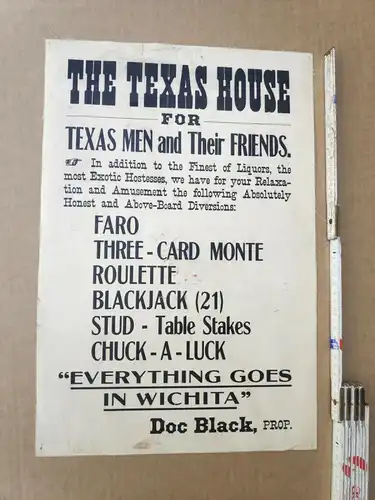 THE TEXAS HOUSE
FOR
TEXAS MEN and Their FRIENDS.
☞ In addition to the Finest of Liquors, the
most Exotic Hostesses, we have for your Relaxa-
tion and Amusement the following Absolutely
Honest and Above-Board Diversions:
FARO
THREE - CARD MONTE
ROULETTE
BLACKJACK (21)
STUD - Table Stakes
CHUCK - A - LUCK
"EVERYTHING GOES
IN WICHITA"
Doc Black, PROP.